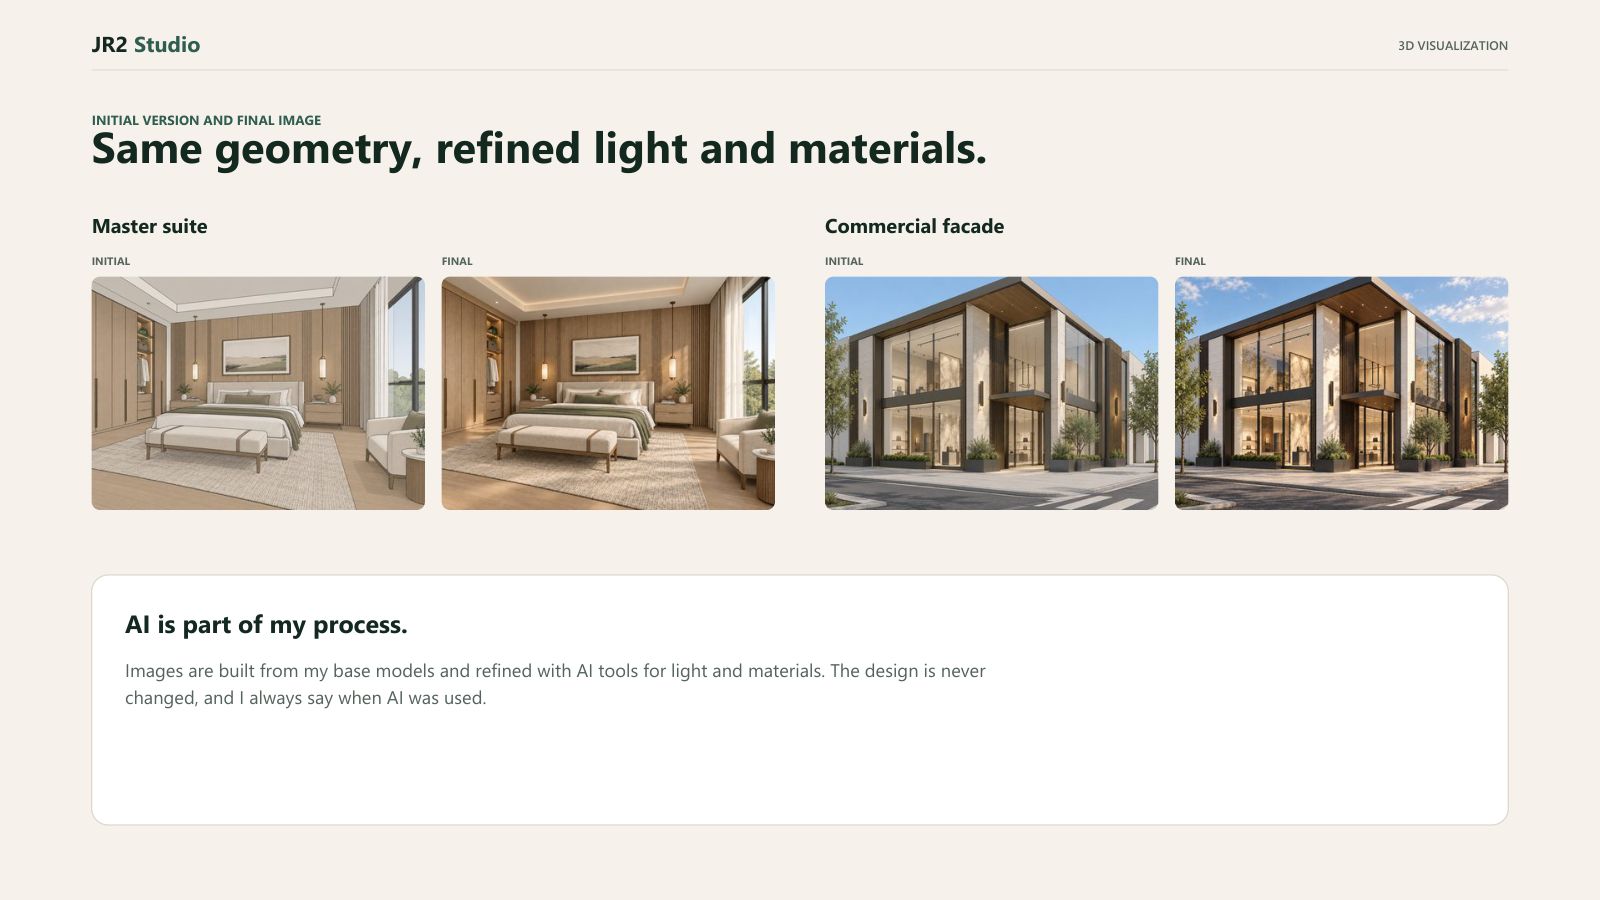 JR2 Studio
3D VISUALIZATION
INITIAL VERSION AND FINAL IMAGE
Same geometry, refined light and materials.
Master suite
INITIAL
FINAL
Commercial facade
INITIAL
FINAL
AI is part of my process.
Images are built from my base models and refined with AI tools for light and materials. The design is never
changed, and I always say when AI was used.